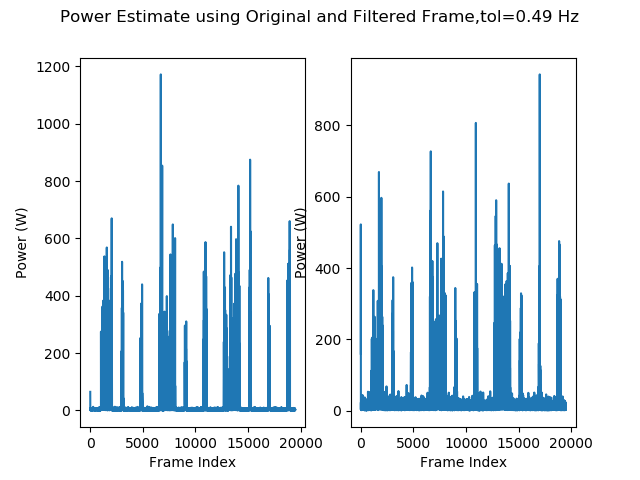 Power Estimate using Original and Filtered Frame,tol=0.49 Hz
1200
1000
800
600
400
200
0
Power (W)
0 5000 10000 15000 20000
Frame Index
800
600
400
200
0
Power (W)
0 5000 10000 15000 20000
Frame Index